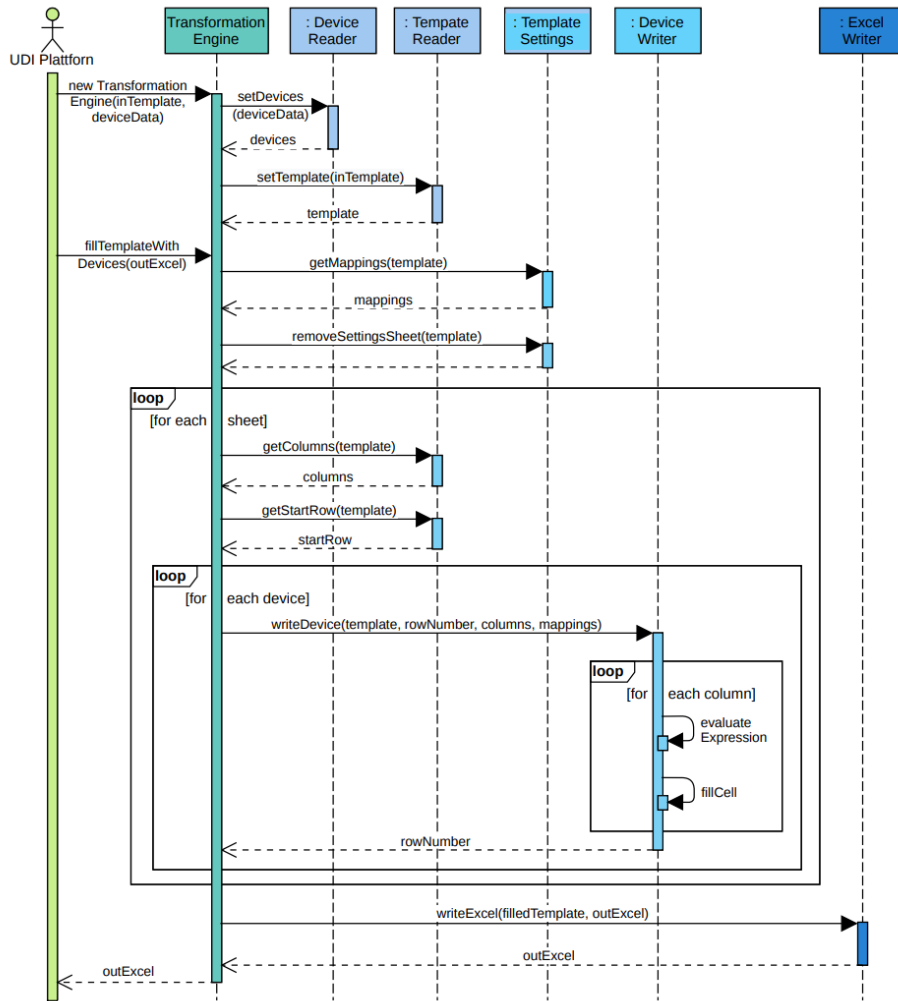 Transformation
Engine
: Device
Reader
: Tempate
Reader
: Template
Settings
: Device
Writer
: Excel
Writer
UDI Plattforn
new Transformation
Engine(inTemplate,
deviceData)
setDevices
(deviceData)
devices
setTemplate(inTemplate)
template
fillTemplateWith
Devices(outExcel)
getMappings(template)
mappings
removeSettingsSheet(template)
loop
[for each sheet]
getColumns(template)
columns
getStartRow(template)
startRow
loop
[for each device]
writeDevice(template, rowNumber, columns, mappings)
loop
[for each column]
evaluate
Expression
fillCell
rowNumber
writeExcel(filledTemplate, outExcel)
outExcel
outExcel